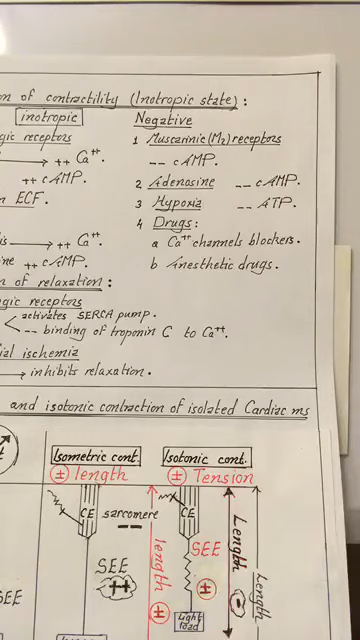 on of contractility (Inotropic state):
inotropic
Negative
gic receptors
→ ++ Ca++.
++ cAMP.
n ECF.
is → ++ Ca++.
ine ++ cAMP.
1 Muscarinic (M2) receptors
-- cAMP.
2 Adenosine -- cAMP.
3 Hypoxia -- ATP.
4 Drugs:
a Ca++ channels blockers.
b Anesthetic drugs.
n of relaxation:
gic receptors
activates SERCA pump.
-- binding of troponin C to Ca++.
ial ischemia
→ inhibits relaxation.
and isotonic contraction of isolated Cardiac ms
Isometric cont.
± length
CE
sarcomere
--
SEE
++
SEE
Isotonic cont.
± Tension
CE
SEE
length
Light load
Length
-
Length